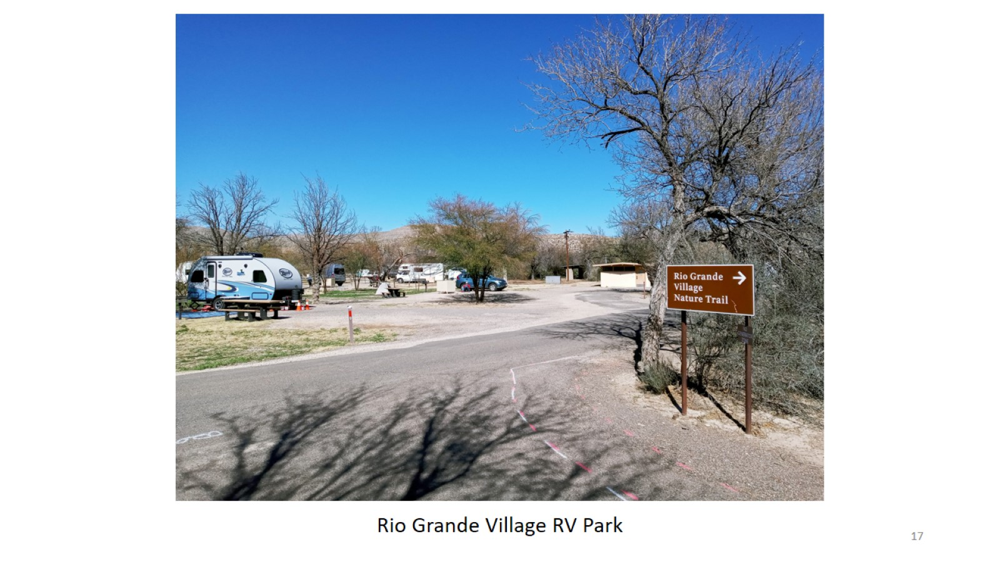 Rio Grande
Village
Nature Trail
Rio Grande Village RV Park
17